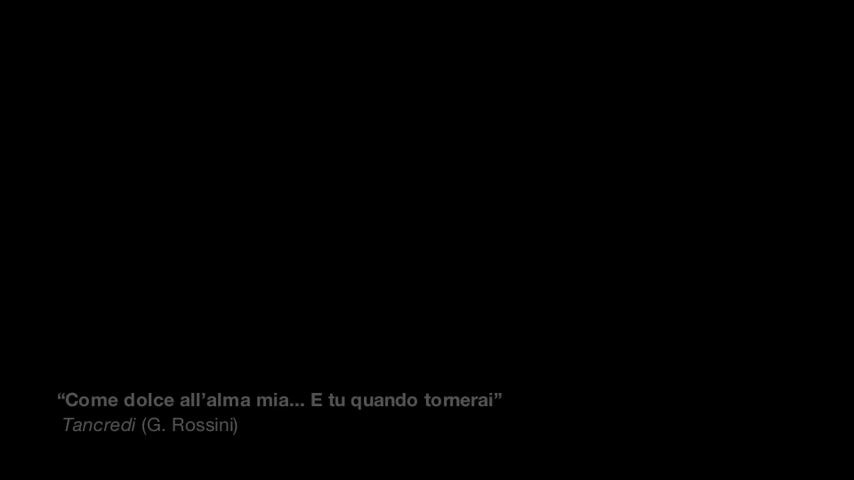 “Come dolce all’alma mia... E tu quando tornerai”
Tancredi (G. Rossini)